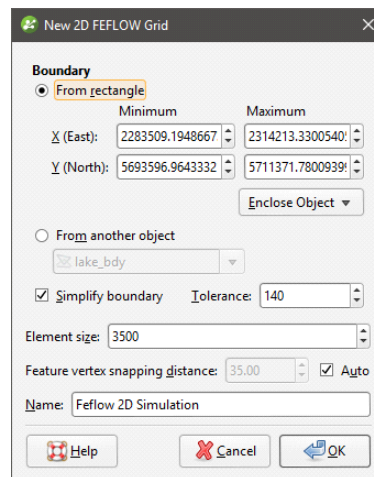 New 2D FEFLOW Grid
Boundary
From rectangle
Minimum Maximum
X (East): 2283509.1948667 2314213.3300540
Y (North): 5693596.9643332 5711371.7800939
Enclose Object
From another object
lake_bdy
Simplify boundary Tolerance: 140
Element size: 3500
Feature vertex snapping distance: 35.00 Auto
Name: Feflow 2D Simulation
Help Cancel OK